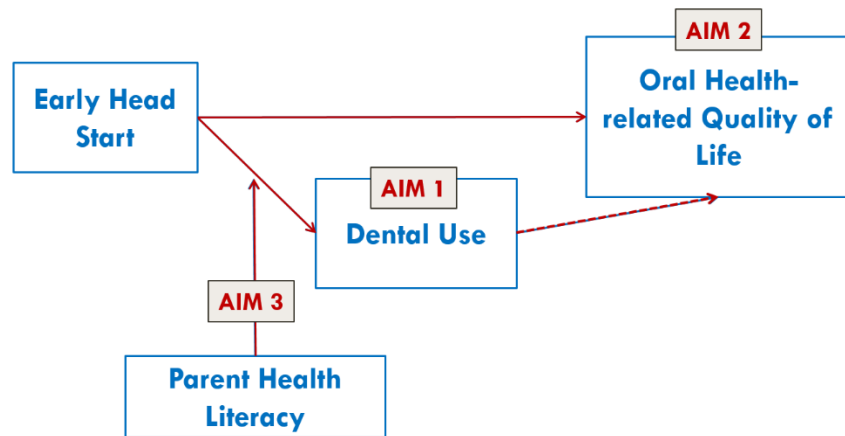 AIM 2
Early Head
Start
Oral Health-
related Quality of
Life
AIM 1
Dental Use
AIM 3
Parent Health
Literacy